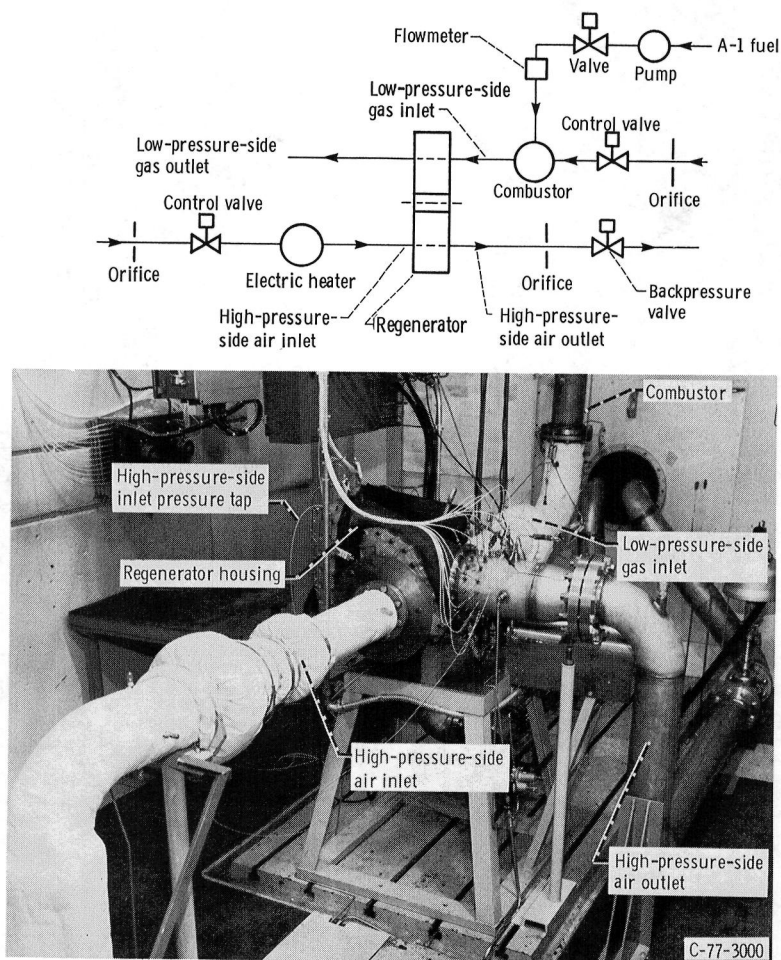 Flowmeter
Valve
Pump
A-1 fuel
Low-pressure-side
gas inlet
Control valve
Low-pressure-side
gas outlet
Combustor
Orifice
Control valve
Orifice
Electric heater
Orifice
Backpressure
valve
High-pressure-
side air inlet
Regenerator
High-pressure-
side air outlet
Combustor
High-pressure-side
inlet pressure tap
Low-pressure-side
gas inlet
Regenerator housing
High-pressure-side
air inlet
High-pressure-side
air outlet
C-77-3000